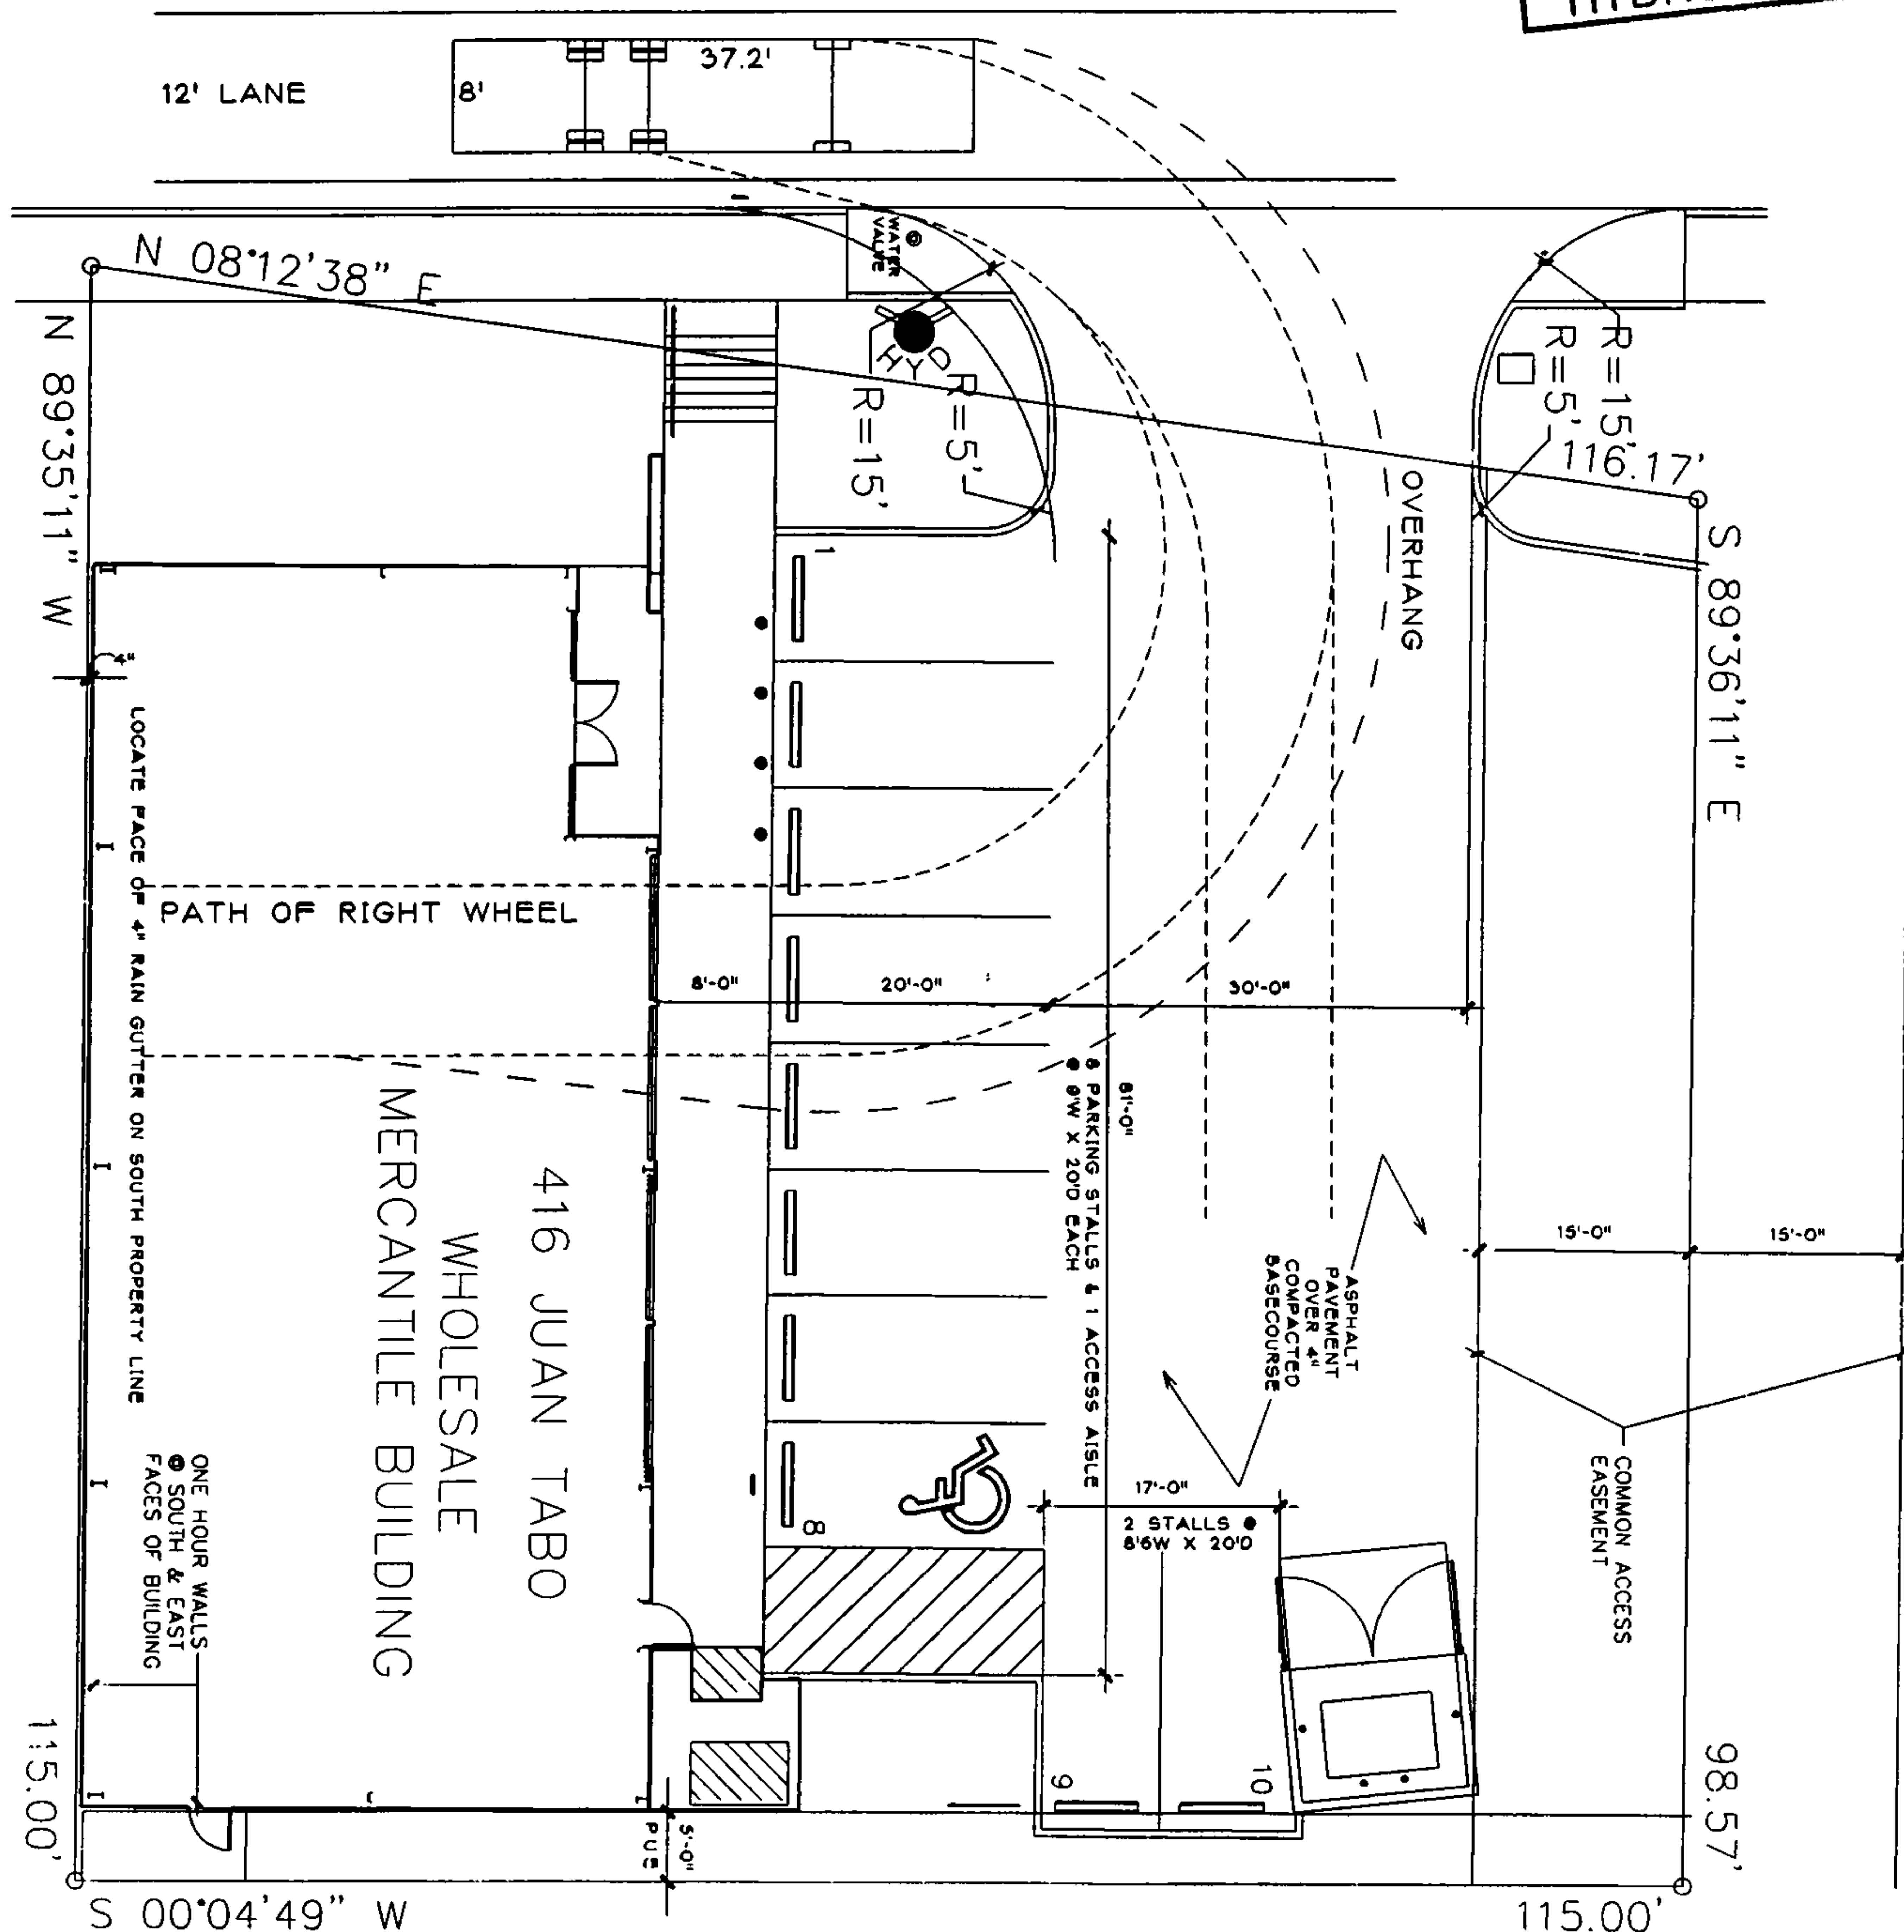 12' LANE
8'
37.2'
WATER
VALVE
N 08°12'38" E
HYD
R=5'
R=15'
R=15'
R=5'
116.17'
N 89°35'11" W
S 89°36'11" E
OVERHANG
1
4"
LOCATE FACE OF 4" RAIN GUTTER ON SOUTH PROPERTY LINE
PATH OF RIGHT WHEEL
8'-0"
20'-0"
30'-0"
81'-0"
8 PARKING STALLS & 1 ACCESS AISLE
@ 9'W X 20'D EACH
416 JUAN TABO
WHOLESALE
MERCANTILE BUILDING
15'-0"
15'-0"
ASPHALT
PAVEMENT
OVER 4"
COMPACTED
BASECOURSE
COMMON ACCESS
EASEMENT
17'-0"
2 STALLS @
8'6W X 20'D
8
ONE HOUR WALLS
@ SOUTH & EAST
FACES OF BUILDING
9
10
5'-0"
PUE
115.00'
98.57'
S 00°04'49" W
115.00'